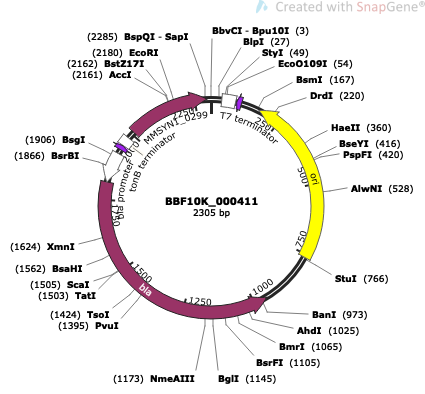 Created with SnapGene®
BbvCI - Bpu10I (3)
BlpI (27)
StyI (49)
EcoO109I (54)
BsmI (167)
DrdI (220)
HaeII (360)
BseYI (416)
PspFI (420)
AlwNI (528)
StuI (766)
BanI (973)
AhdI (1025)
BmrI (1065)
BsrFI (1105)
BglI (1145)
(1173) NmeAIII
(1395) PvuI
(1424) TsoI
(1503) TatI
(1505) ScaI
(1562) BsaHI
(1624) XmnI
(1866) BsrBI
(1906) BsgI
(2161) AccI
(2162) BstZ17I
(2180) EcoRI
(2285) BspQI - SapI
BBF10K_000411
2305 bp
T7 terminator
ori
bla
bla promoter
tonB terminator
MMSYN1_0299
250
500
750
1000
1250
1500
1750
2000
2250